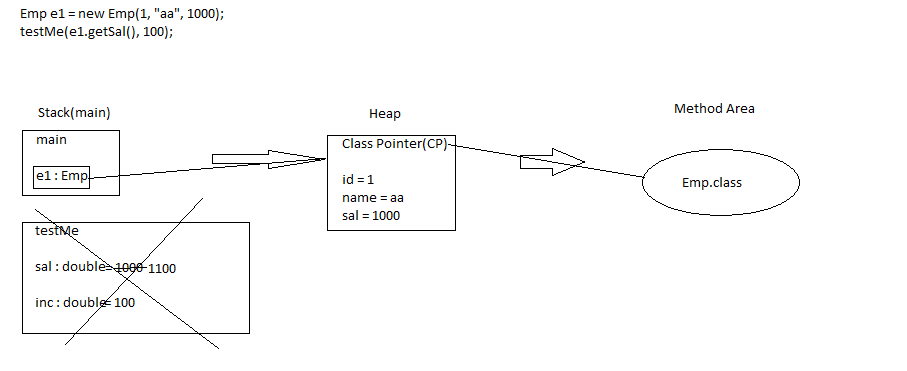 Emp e1 = new Emp(1, "aa", 1000);
testMe(e1.getSal(), 100);
Stack(main)
Heap
Method Area
main
e1 : Emp
Class Pointer(CP)
id = 1
name = aa
sal = 1000
Emp.class
testMe
sal : double= 1000 1100
inc : double= 100